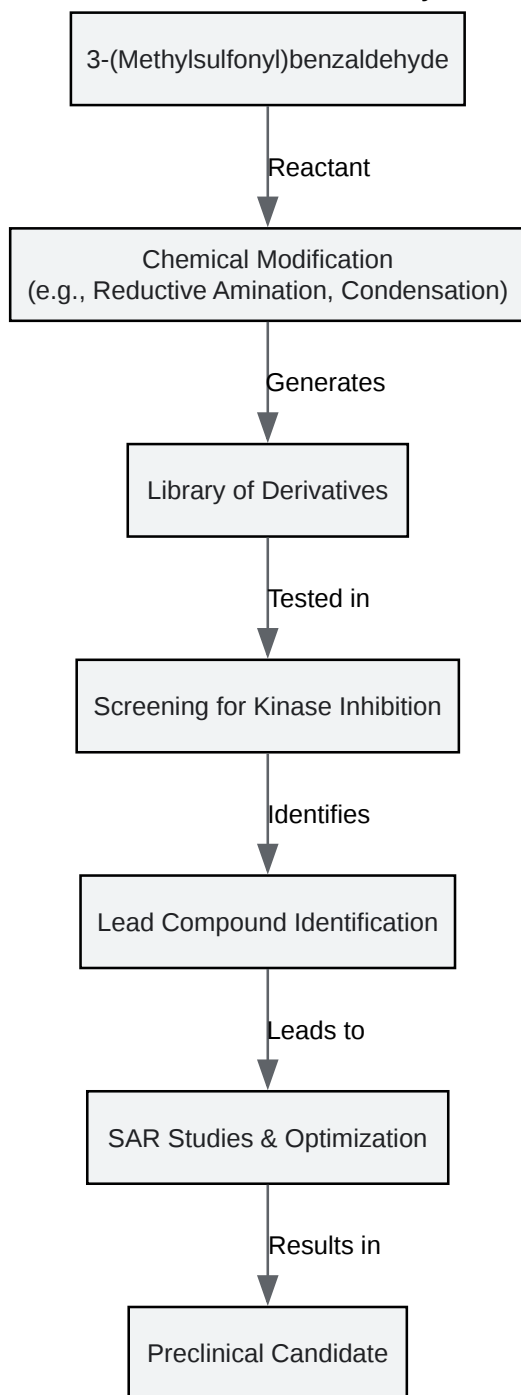 3-(Methylsulfonyl)benzaldehyde
Reactant
Chemical Modification
(e.g., Reductive Amination, Condensation)
Generates
Library of Derivatives
Tested in
Screening for Kinase Inhibition
Identifies
Lead Compound Identification
Leads to
SAR Studies & Optimization
Results in
Preclinical Candidate